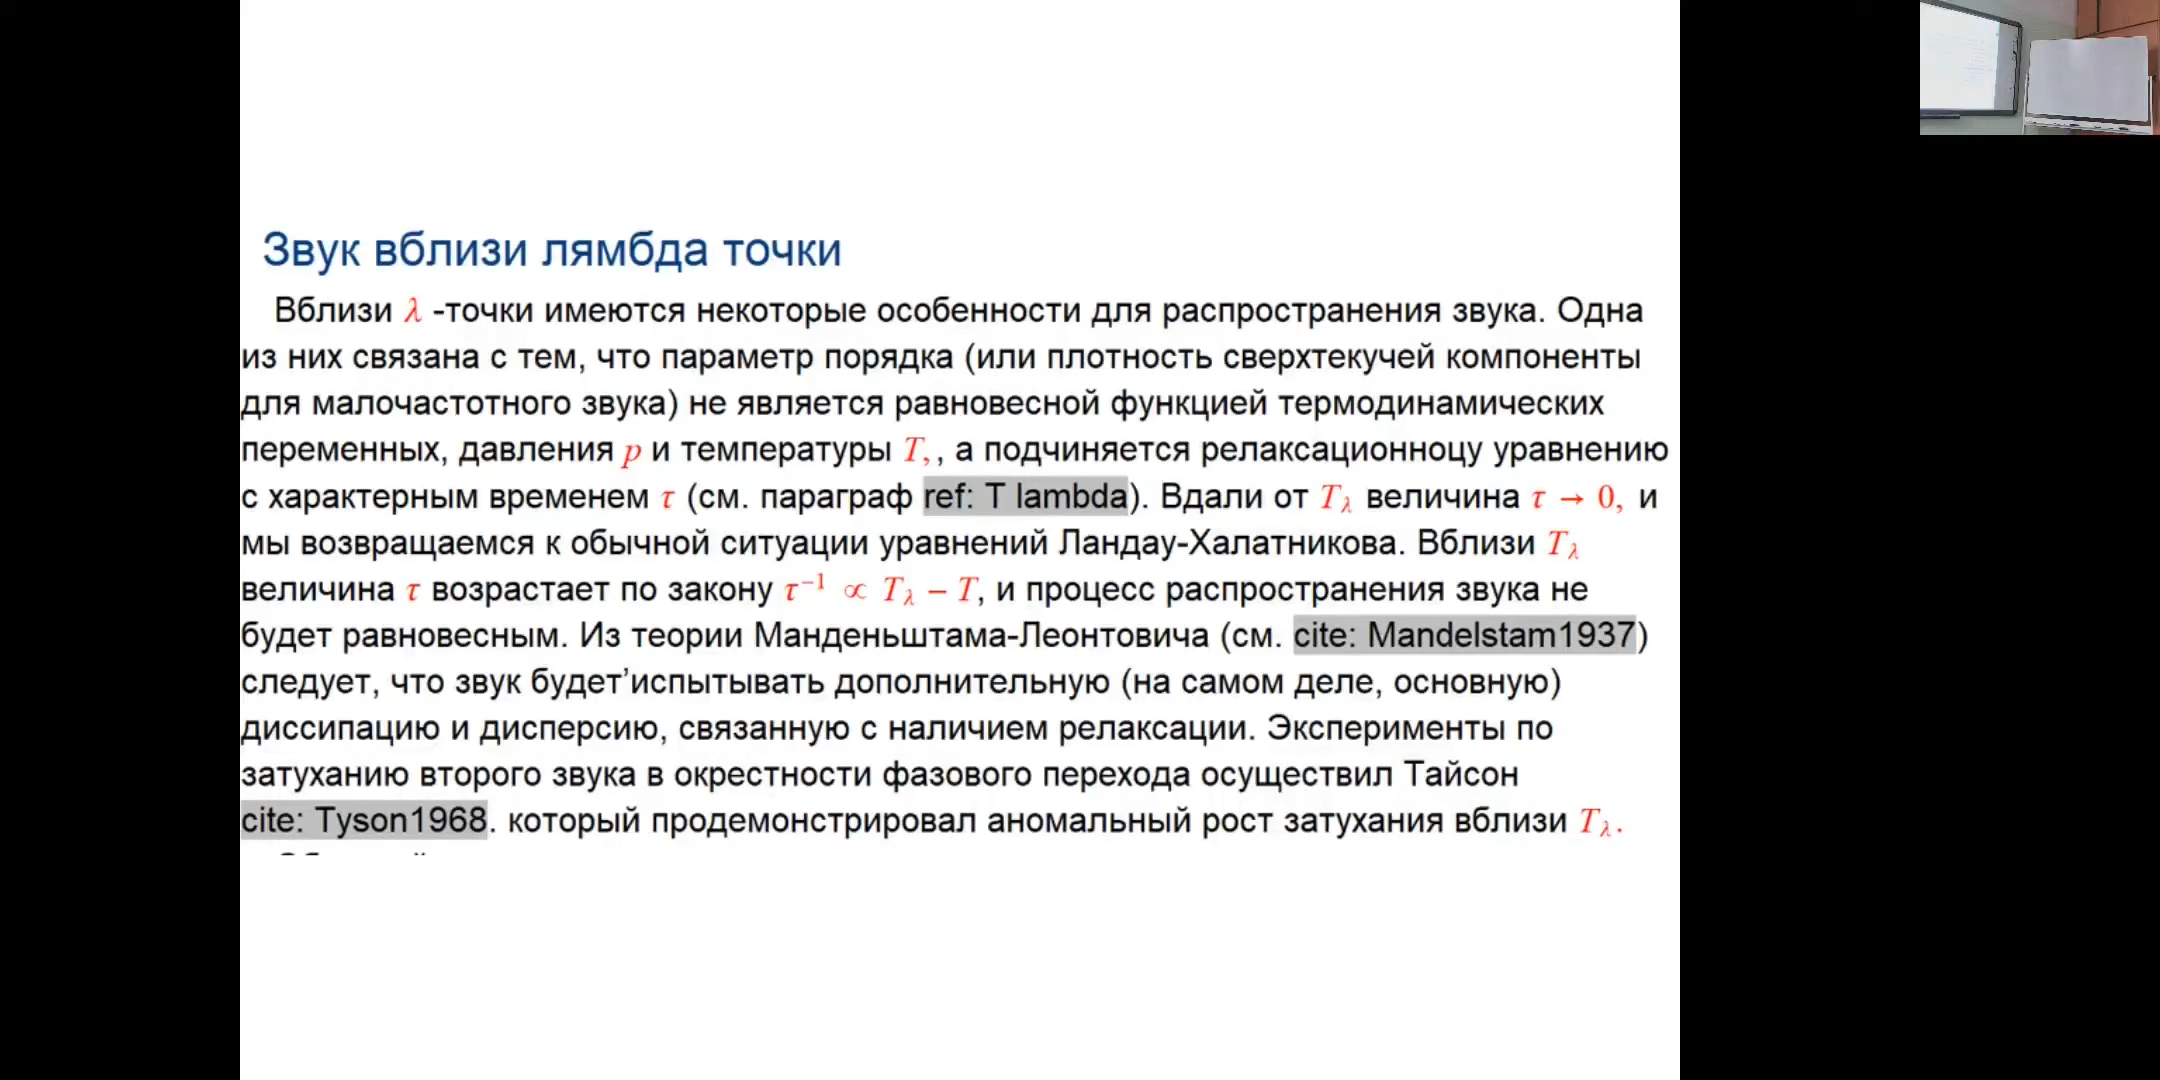 Звук вблизи лямбда точки
Вблизи λ -точки имеются некоторые особенности для распространения звука. Одна
из них связана с тем, что параметр порядка (или плотность сверхтекучей компоненты
для малочастотного звука) не является равновесной функцией термодинамических
переменных, давления p и температуры T, , а подчиняется релаксационноцу уравнению
с характерным временем τ (см. параграф ref: T lambda). Вдали от T_λ величина τ → 0, и
мы возвращаемся к обычной ситуации уравнений Ландау-Халатникова. Вблизи T_λ
величина τ возрастает по закону τ⁻¹ ∝ T_λ − T, и процесс распространения звука не
будет равновесным. Из теории Манденьштама-Леонтовича (см. cite: Mandelstam1937)
следует, что звук будет'испытывать дополнительную (на самом деле, основную)
диссипацию и дисперсию, связанную с наличием релаксации. Эксперименты по
затуханию второго звука в окрестности фазового перехода осуществил Тайсон
cite: Tyson1968. который продемонстрировал аномальный рост затухания вблизи T_λ.